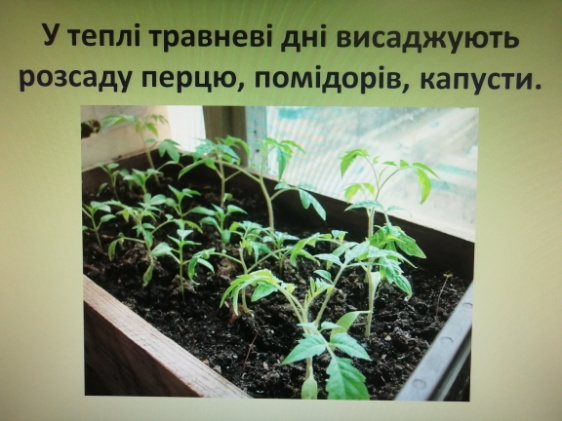 У теплі травневі дні висаджують
розсаду перцю, помідорів, капусти.